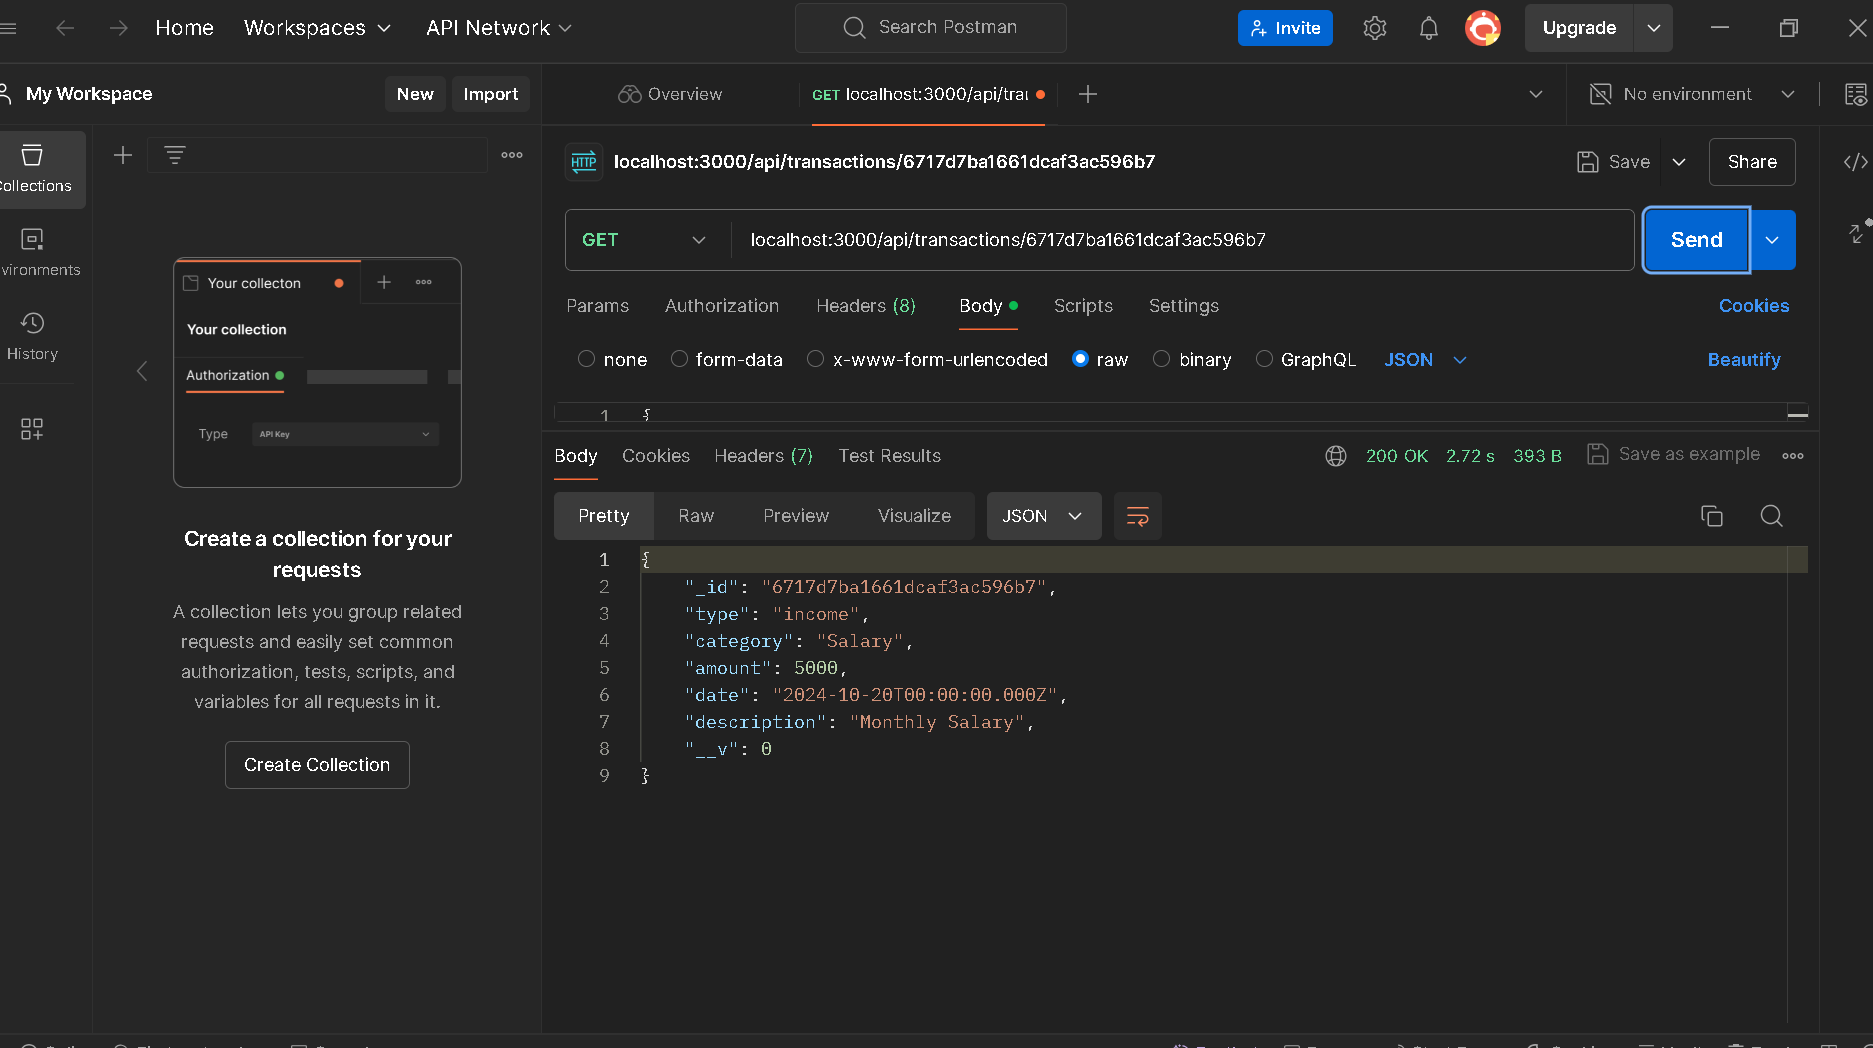 Home Workspaces API Network Search Postman Invite Upgrade
My Workspace New Import Overview GET localhost:3000/api/tra No environment
Collections
History
Your collecton
Your collection
Authorization
Type API Key
Create a collection for your
requests
A collection lets you group related
requests and easily set common
authorization, tests, scripts, and
variables for all requests in it.
Create Collection
HTTP localhost:3000/api/transactions/6717d7ba1661dcaf3ac596b7 Save Share
GET localhost:3000/api/transactions/6717d7ba1661dcaf3ac596b7 Send
Params Authorization Headers (8) Body Scripts Settings Cookies
none form-data x-www-form-urlencoded raw binary GraphQL JSON Beautify
1 {
Body Cookies Headers (7) Test Results 200 OK 2.72 s 393 B Save as example
Pretty Raw Preview Visualize JSON
1 {
2 "_id": "6717d7ba1661dcaf3ac596b7",
3 "type": "income",
4 "category": "Salary",
5 "amount": 5000,
6 "date": "2024-10-20T00:00:00.000Z",
7 "description": "Monthly Salary",
8 "__v": 0
9 }